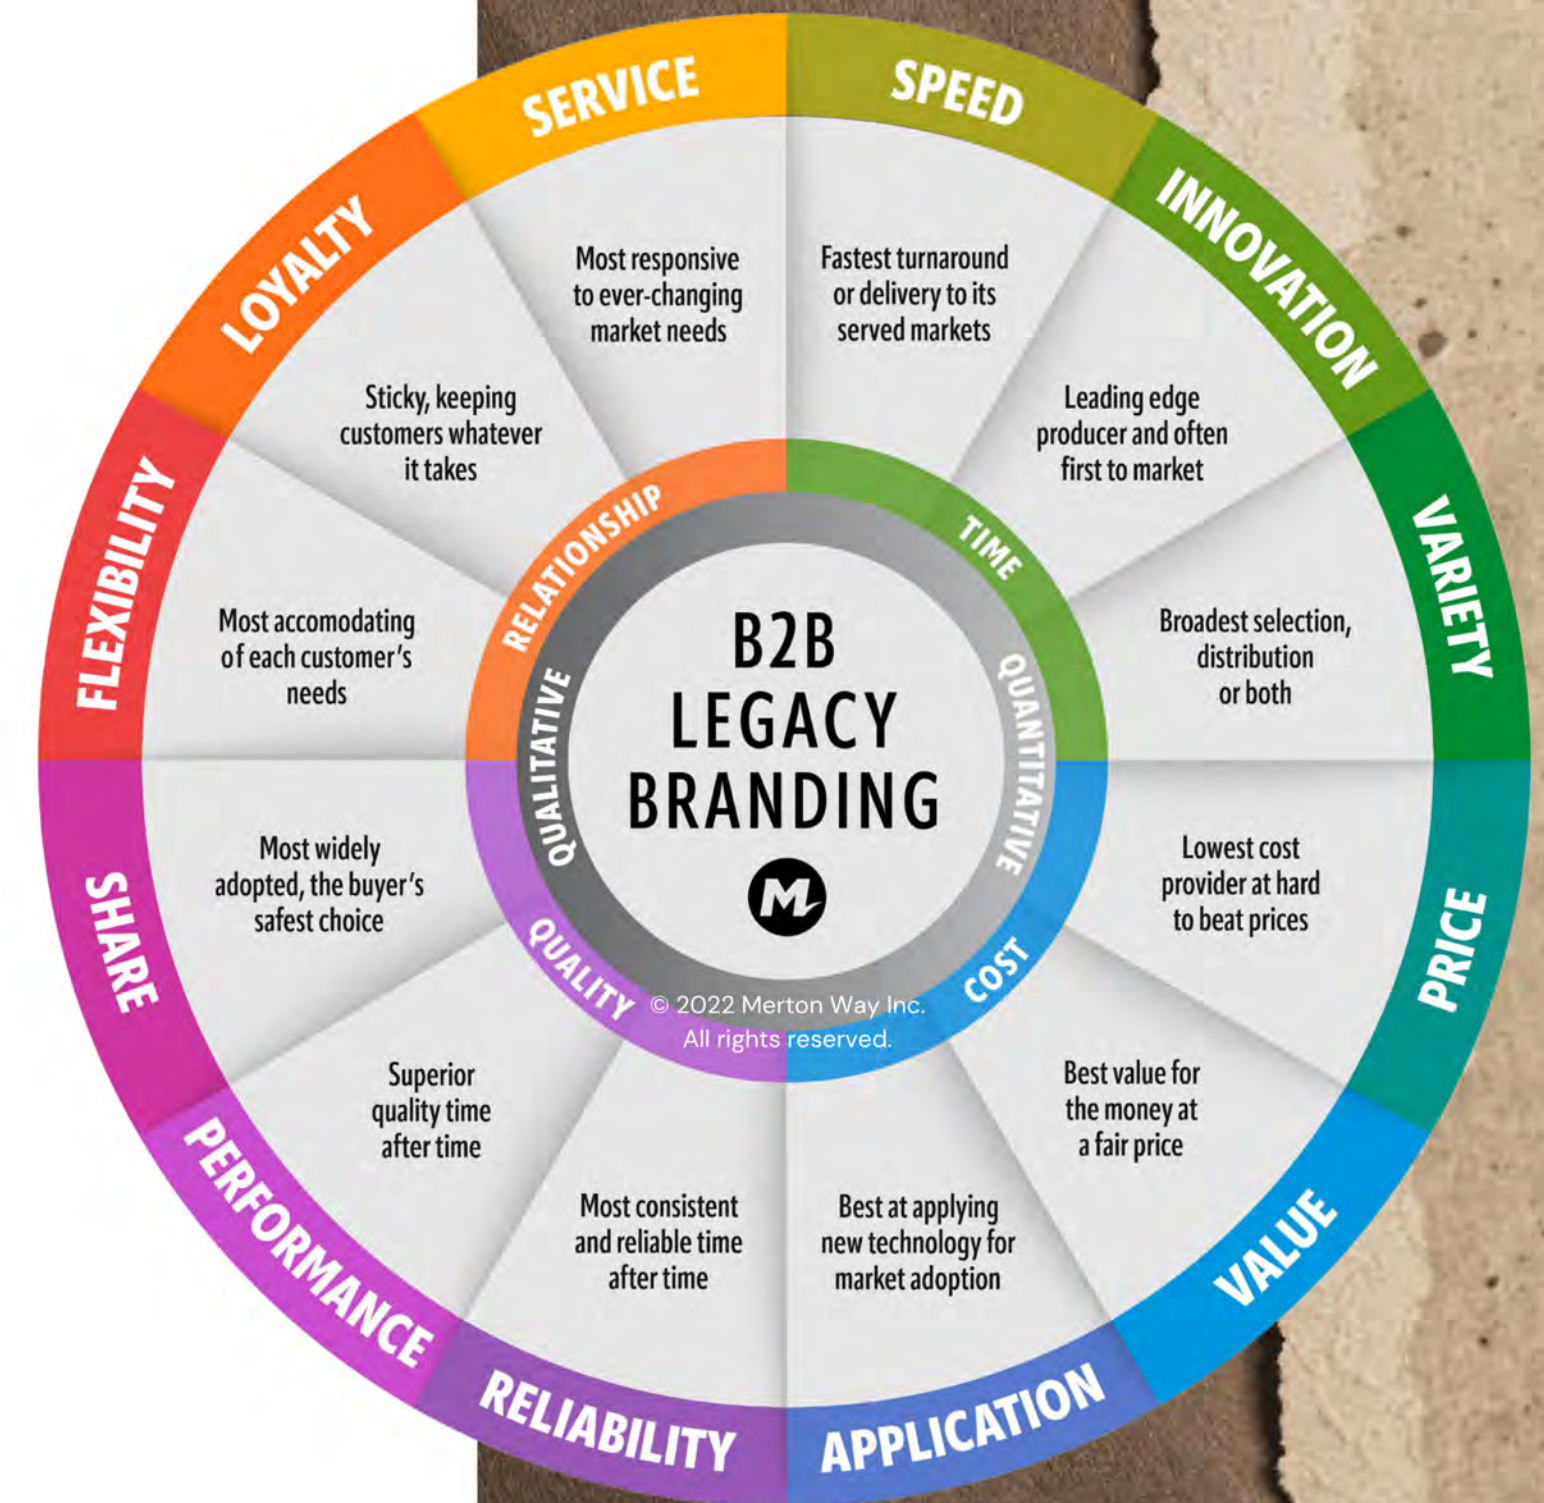 SERVICE
Most responsive
to ever-changing
market needs
SPEED
Fastest turnaround
or delivery to its
served markets
INNOVATION
Leading edge
producer and often
first to market
VARIETY
Broadest selection,
distribution
or both
PRICE
Lowest cost
provider at hard
to beat prices
VALUE
Best value for
the money at
a fair price
APPLICATION
Best at applying
new technology for
market adoption
RELIABILITY
Most consistent
and reliable time
after time
PERFORMANCE
Superior
quality time
after time
SHARE
Most widely
adopted, the buyer's
safest choice
FLEXIBILITY
Most accomodating
of each customer's
needs
LOYALTY
Sticky, keeping
customers whatever
it takes
RELATIONSHIP
TIME
COST
QUALITY
QUALITATIVE
QUANTITATIVE
B2B
LEGACY
BRANDING
M
© 2022 Merton Way Inc.
All rights reserved.